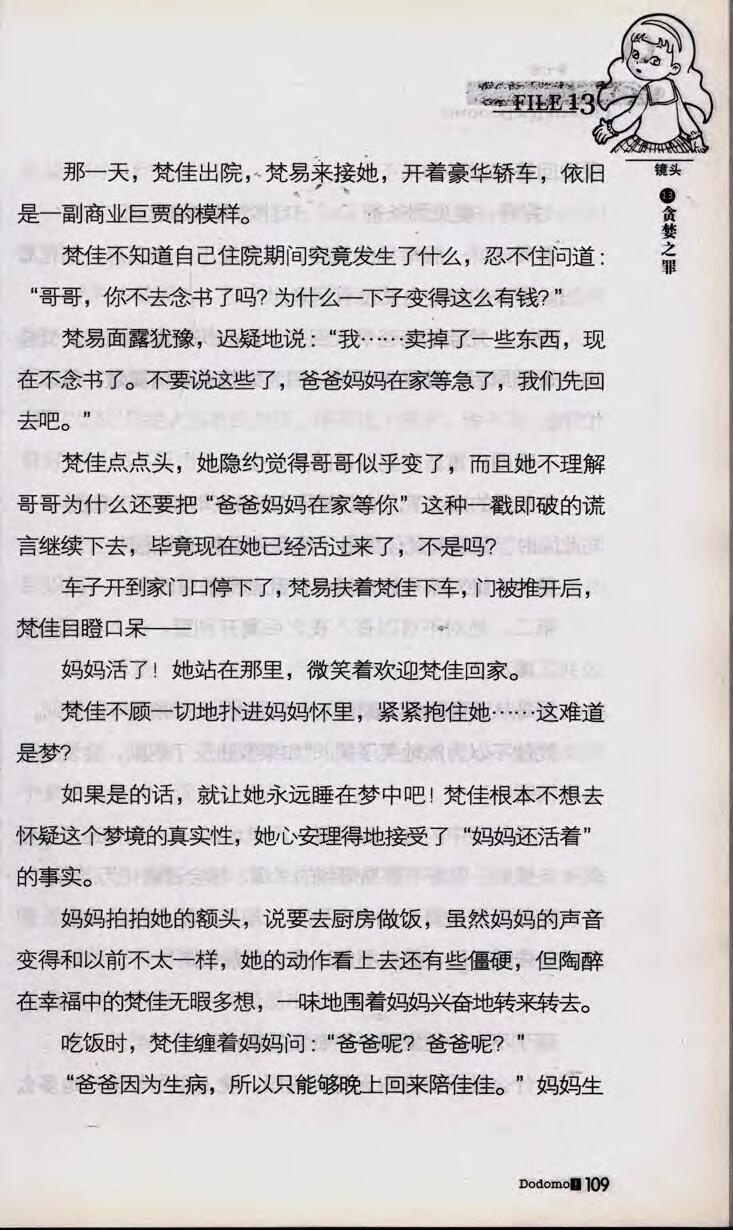 FILE 13
镜头
⑬贪婪之罪
那一天，梵佳出院，梵易来接她，开着豪华轿车，依旧
是一副商业巨贾的模样。
梵佳不知道自己住院期间究竟发生了什么，忍不住问道：
“哥哥，你不去念书了吗？为什么一下子变得这么有钱？”
梵易面露犹豫，迟疑地说：“我……卖掉了一些东西，现
在不念书了。不要说这些了，爸爸妈妈在家等急了，我们先回
去吧。”
梵佳点点头，她隐约觉得哥哥似乎变了，而且她不理解
哥哥为什么还要把“爸爸妈妈在家等你”这种一戳即破的谎
言继续下去，毕竟现在她已经活过来了，不是吗？
车子开到家门口停下了，梵易扶着梵佳下车，门被推开后，
梵佳目瞪口呆——
妈妈活了！她站在那里，微笑着欢迎梵佳回家。
梵佳不顾一切地扑进妈妈怀里，紧紧抱住她……这难道
是梦？
如果是的话，就让她永远睡在梦中吧！梵佳根本不想去
怀疑这个梦境的真实性，她心安理得地接受了“妈妈还活着”
的事实。
妈妈拍拍她的额头，说要去厨房做饭，虽然妈妈的声音
变得和以前不太一样，她的动作看上去还有些僵硬，但陶醉
在幸福中的梵佳无暇多想，一味地围着妈妈兴奋地转来转去。
吃饭时，梵佳缠着妈妈问：“爸爸呢？爸爸呢？”
“爸爸因为生病，所以只能够晚上回来陪佳佳。”妈妈生
Dodomo! 109